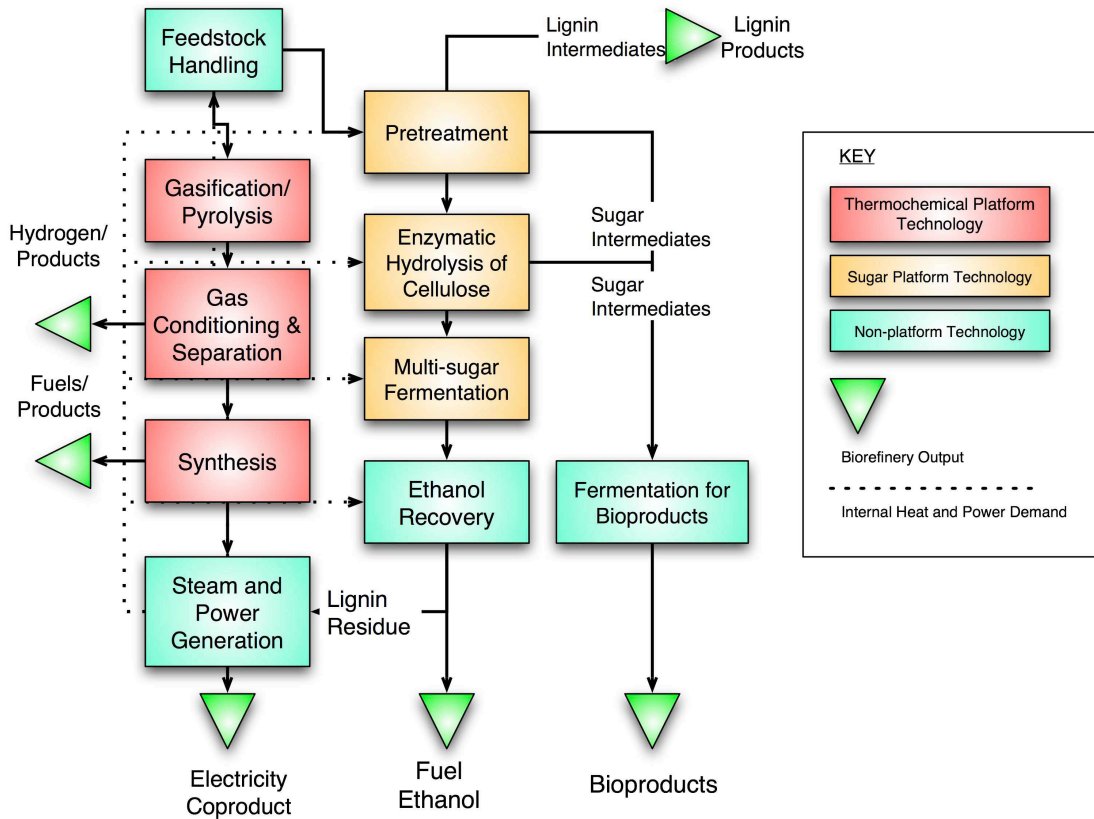 Feedstock
Handling
Lignin
Intermediates
Lignin
Products
Pretreatment
Gasification/
Pyrolysis
Hydrogen/
Products
Enzymatic
Hydrolysis of
Cellulose
Sugar
Intermediates
Sugar
Intermediates
Gas
Conditioning &
Separation
Fuels/
Products
Multi-sugar
Fermentation
Synthesis
Ethanol
Recovery
Fermentation for
Bioproducts
Steam and
Power
Generation
Lignin
Residue
Electricity
Coproduct
Fuel
Ethanol
Bioproducts
KEY
Thermochemical Platform
Technology
Sugar Platform Technology
Non-platform Technology
Biorefinery Output
Internal Heat and Power Demand